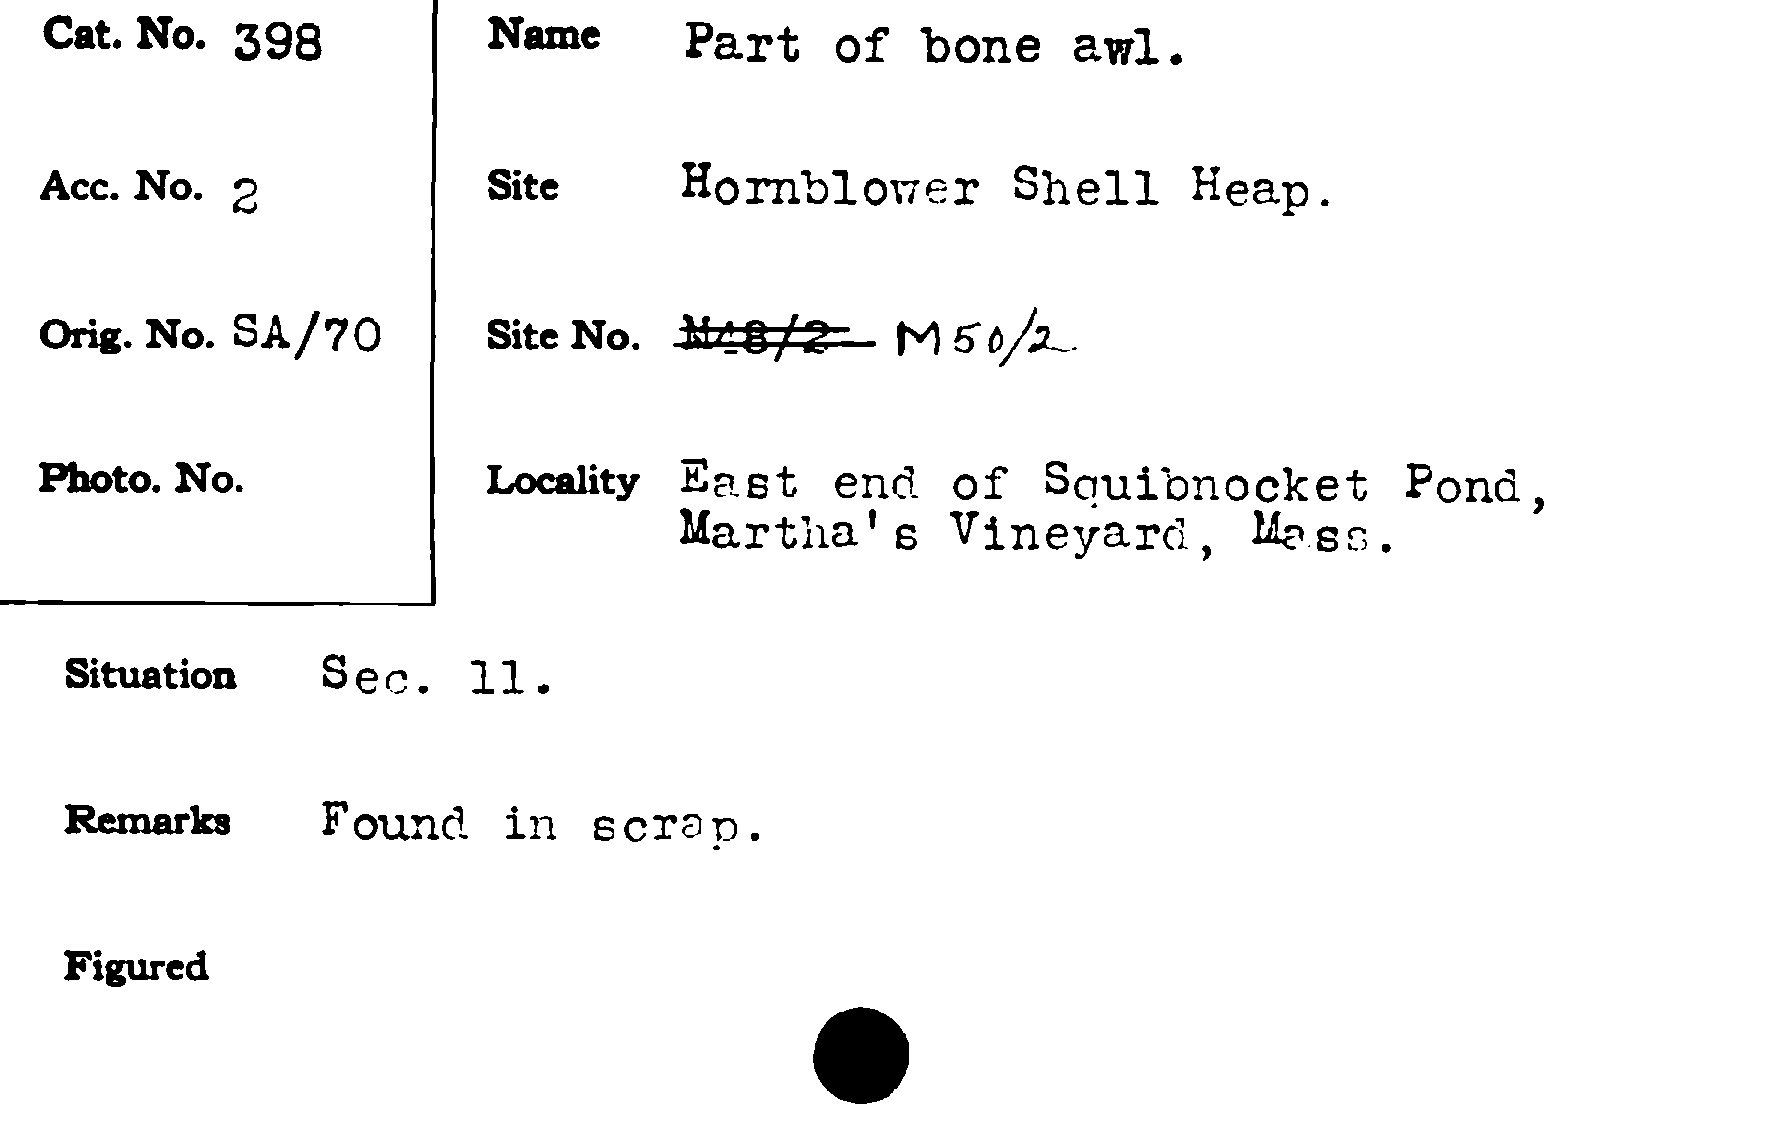 Cat. No. 398
Name Part of bone awl.
Acc. No. 2
Site Hornblower Shell Heap.
Orig. No. SA/70
Site No. M48/2 M50/2
Photo. No.
Locality East end of Squibnocket Pond,
Martha's Vineyard, Mass.
Situation Sec. 11.
Remarks Found in scrap.
Figured